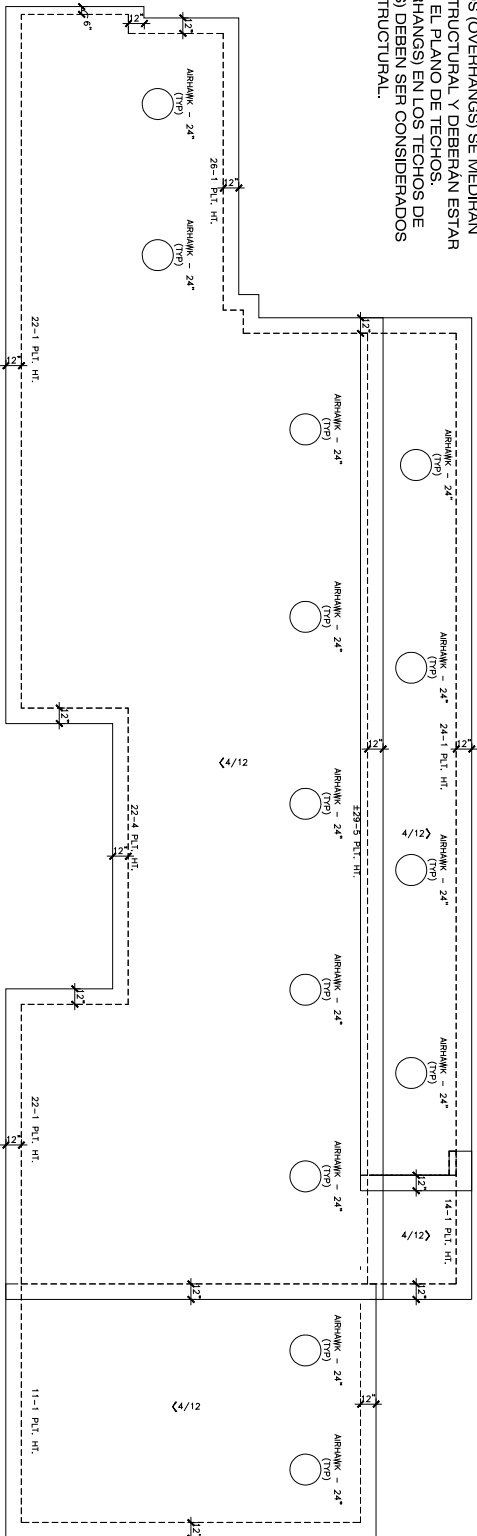 S (OVERHANGS) SE MEDIRÁN
STRUCTURAL Y DEBERÁN ESTAR
EL PLANO DE TECHOS.
RHANGS) EN LOS TECHOS DE
S) DEBEN SER CONSIDERADOS
STRUCTURAL.
24-1 PLT. HT.
14-1 PLT. HT.
12"
12"
12"
AIRHAWK - 24"
(TYP)
AIRHAWK - 24"
(TYP)
AIRHAWK - 24"
(TYP)
AIRHAWK - 24"
(TYP)
4/12
4/12
12"
12"
12"
±29-5 PLT. HT.
AIRHAWK - 24"
(TYP)
AIRHAWK - 24"
(TYP)
AIRHAWK - 24"
(TYP)
AIRHAWK - 24"
(TYP)
AIRHAWK - 24"
(TYP)
AIRHAWK - 24"
(TYP)
AIRHAWK - 24"
(TYP)
12"
26-1 PLT. HT.
4/12
12"
4/12
AIRHAWK - 24"
(TYP)
AIRHAWK - 24"
(TYP)
12"
12"
6"
22-4 PLT. HT.
12"
12"
12"
22-1 PLT. HT.
12"
22-1 PLT. HT.
12"
11-1 PLT. HT.
12"